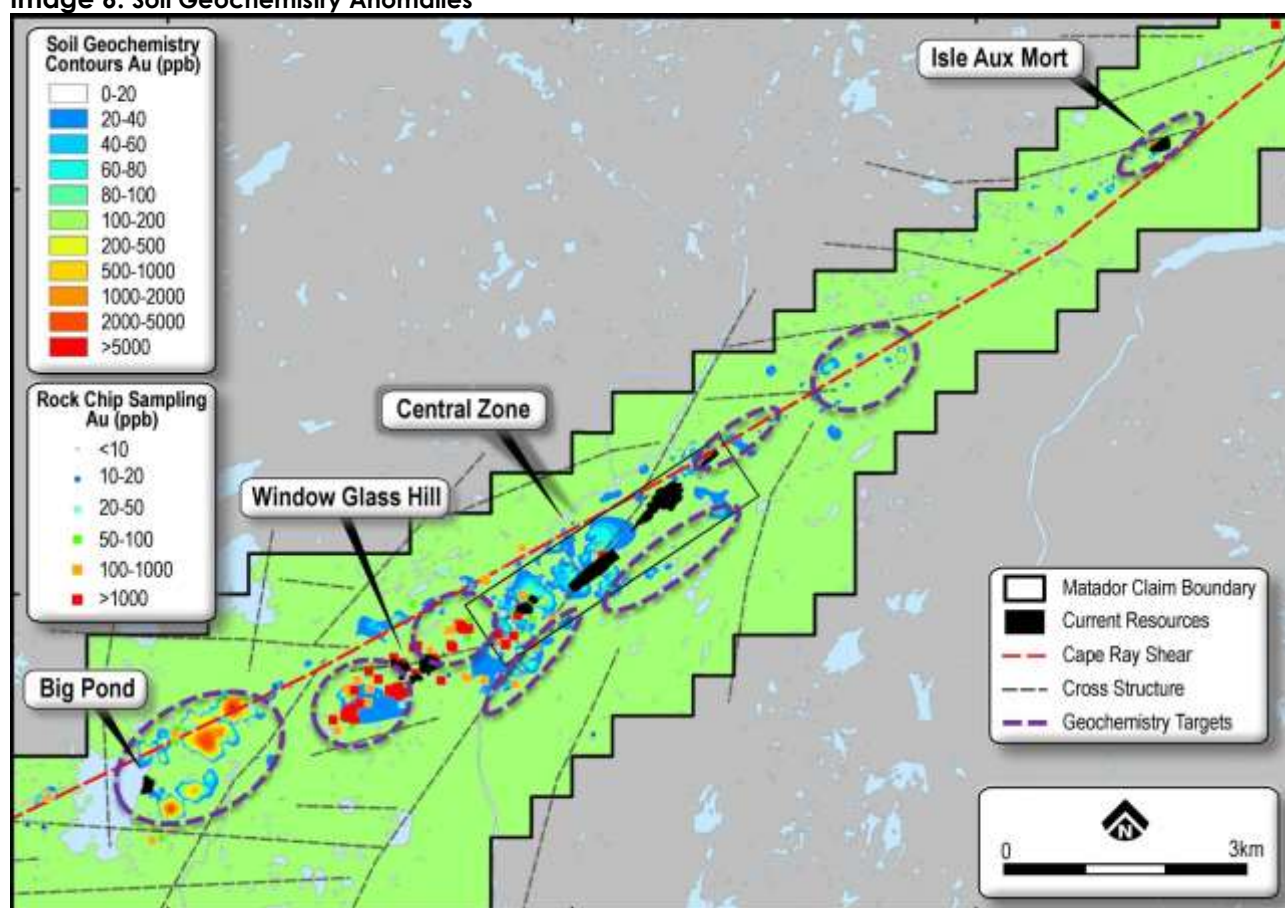 Image 8: Soil Geochemistry Anomalies
Soil Geochemistry
Contours Au (ppb)
0-20
20-40
40-60
60-80
80-100
100-200
200-500
500-1000
1000-2000
2000-5000
>5000
Rock Chip Sampling
Au (ppb)
<10
10-20
20-50
50-100
100-1000
>1000
Isle Aux Mort
Central Zone
Window Glass Hill
Big Pond
Matador Claim Boundary
Current Resources
Cape Ray Shear
Cross Structure
Geochemistry Targets
N
0 3km